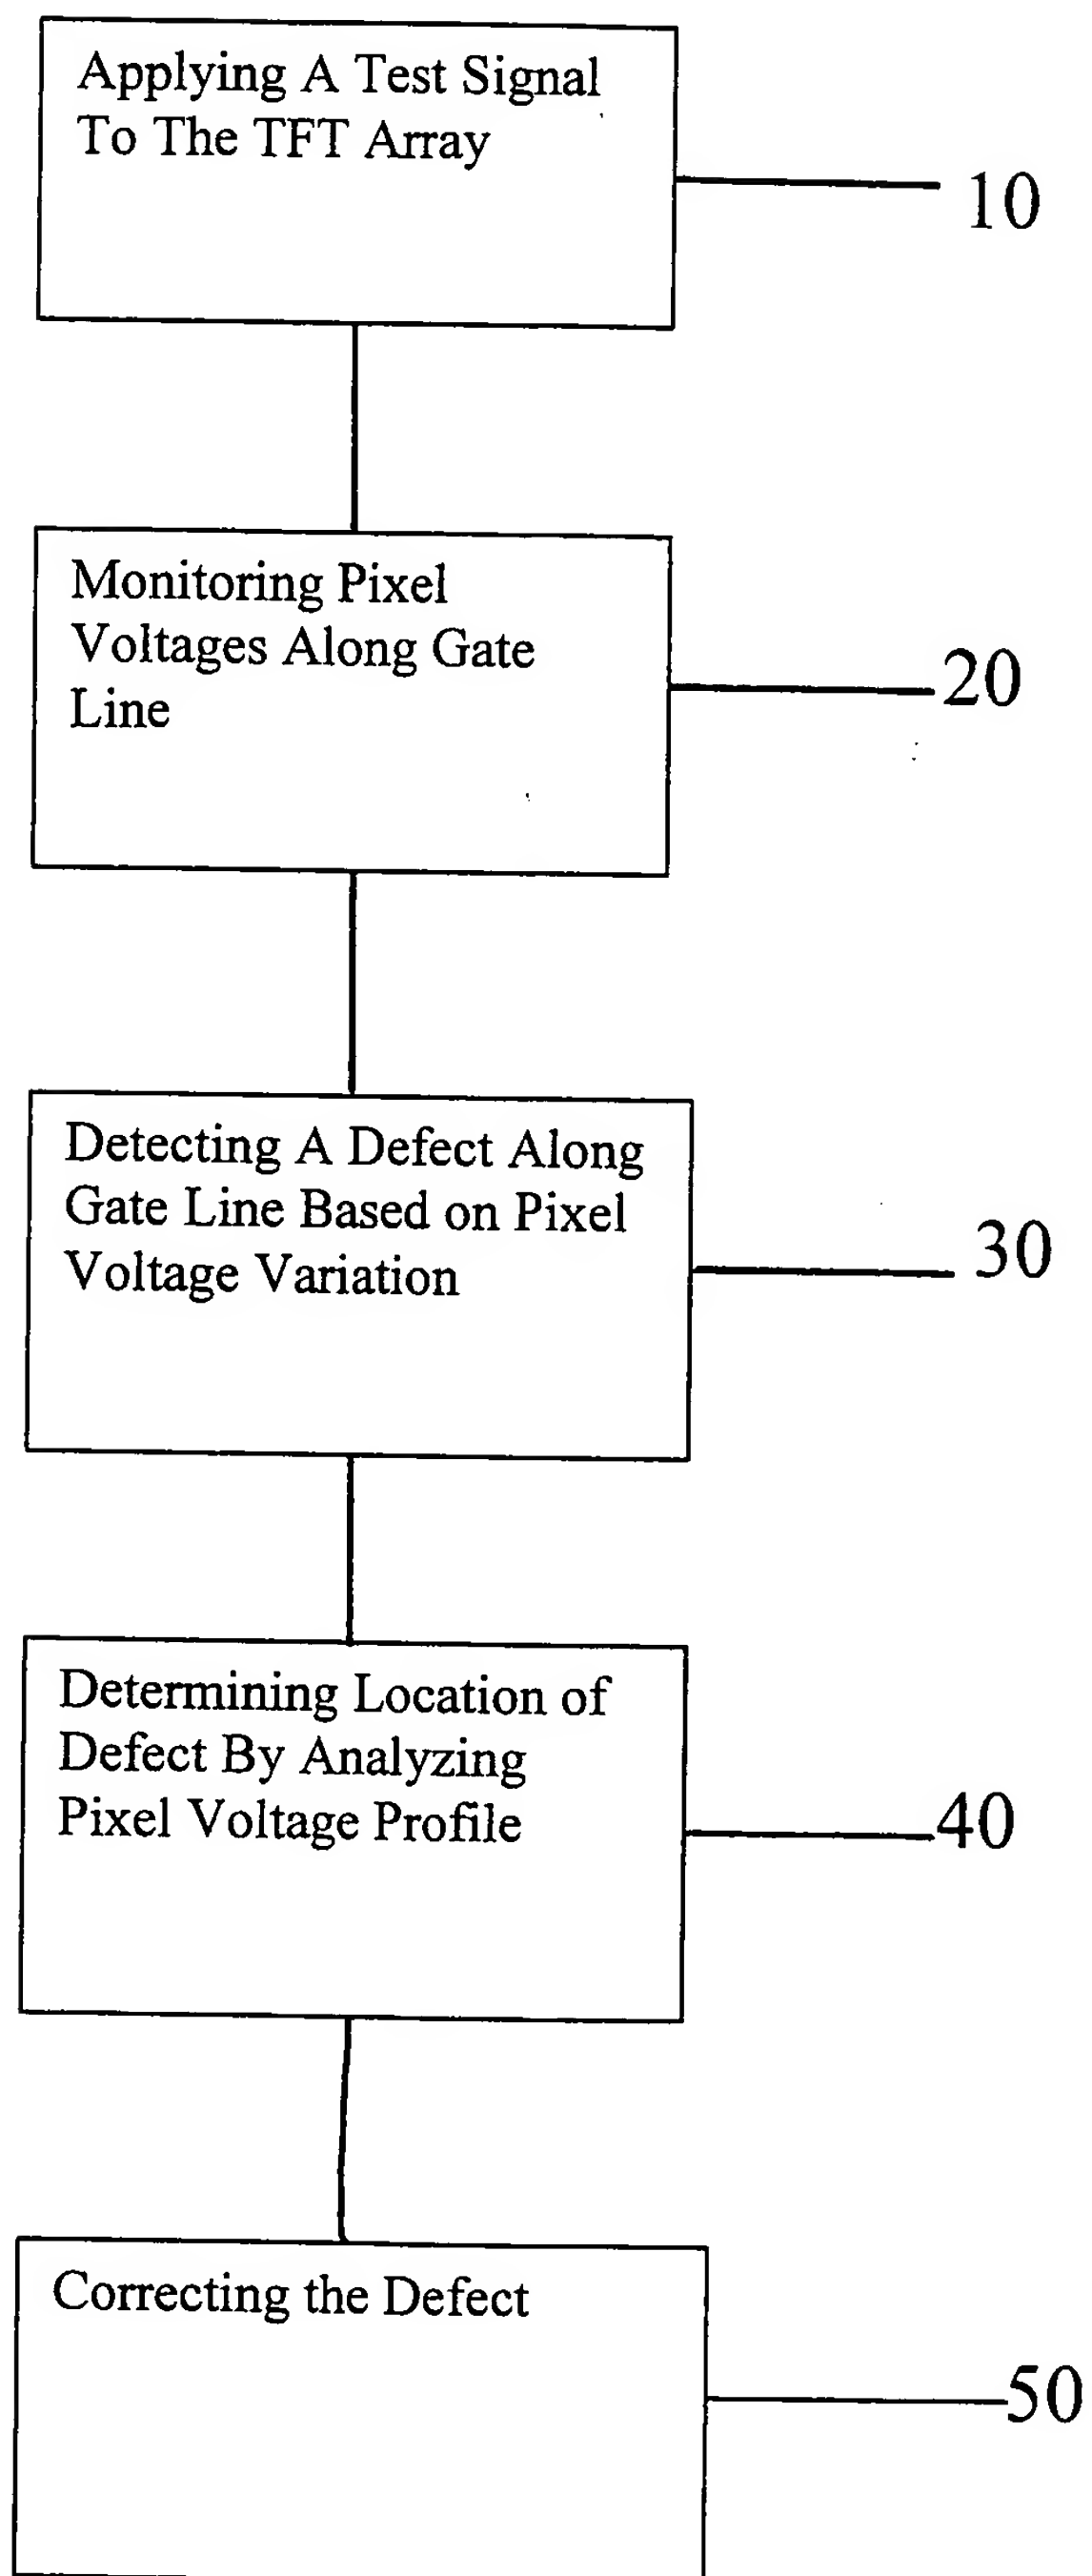 Applying A Test Signal
To The TFT Array
10
Monitoring Pixel
Voltages Along Gate
Line
20
Detecting A Defect Along
Gate Line Based on Pixel
Voltage Variation
30
Determining Location of
Defect By Analyzing
Pixel Voltage Profile
40
Correcting the Defect
50